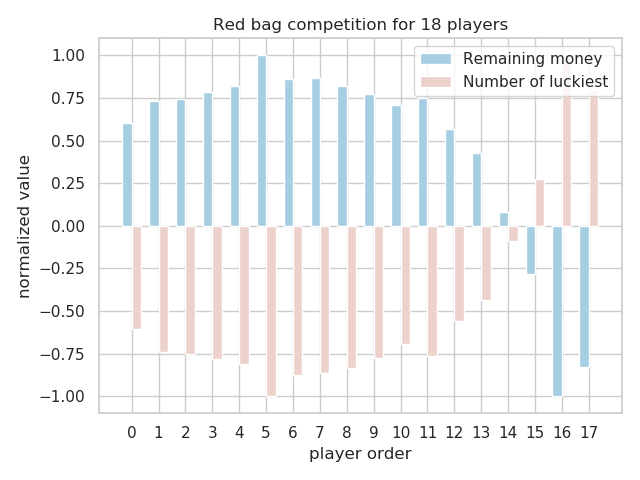 Red bag competition for 18 players
Remaining money
Number of luckiest
1.00
0.75
0.50
0.25
0.00
−0.25
−0.50
−0.75
−1.00
normalized value
0 1 2 3 4 5 6 7 8 9 10 11 12 13 14 15 16 17
player order